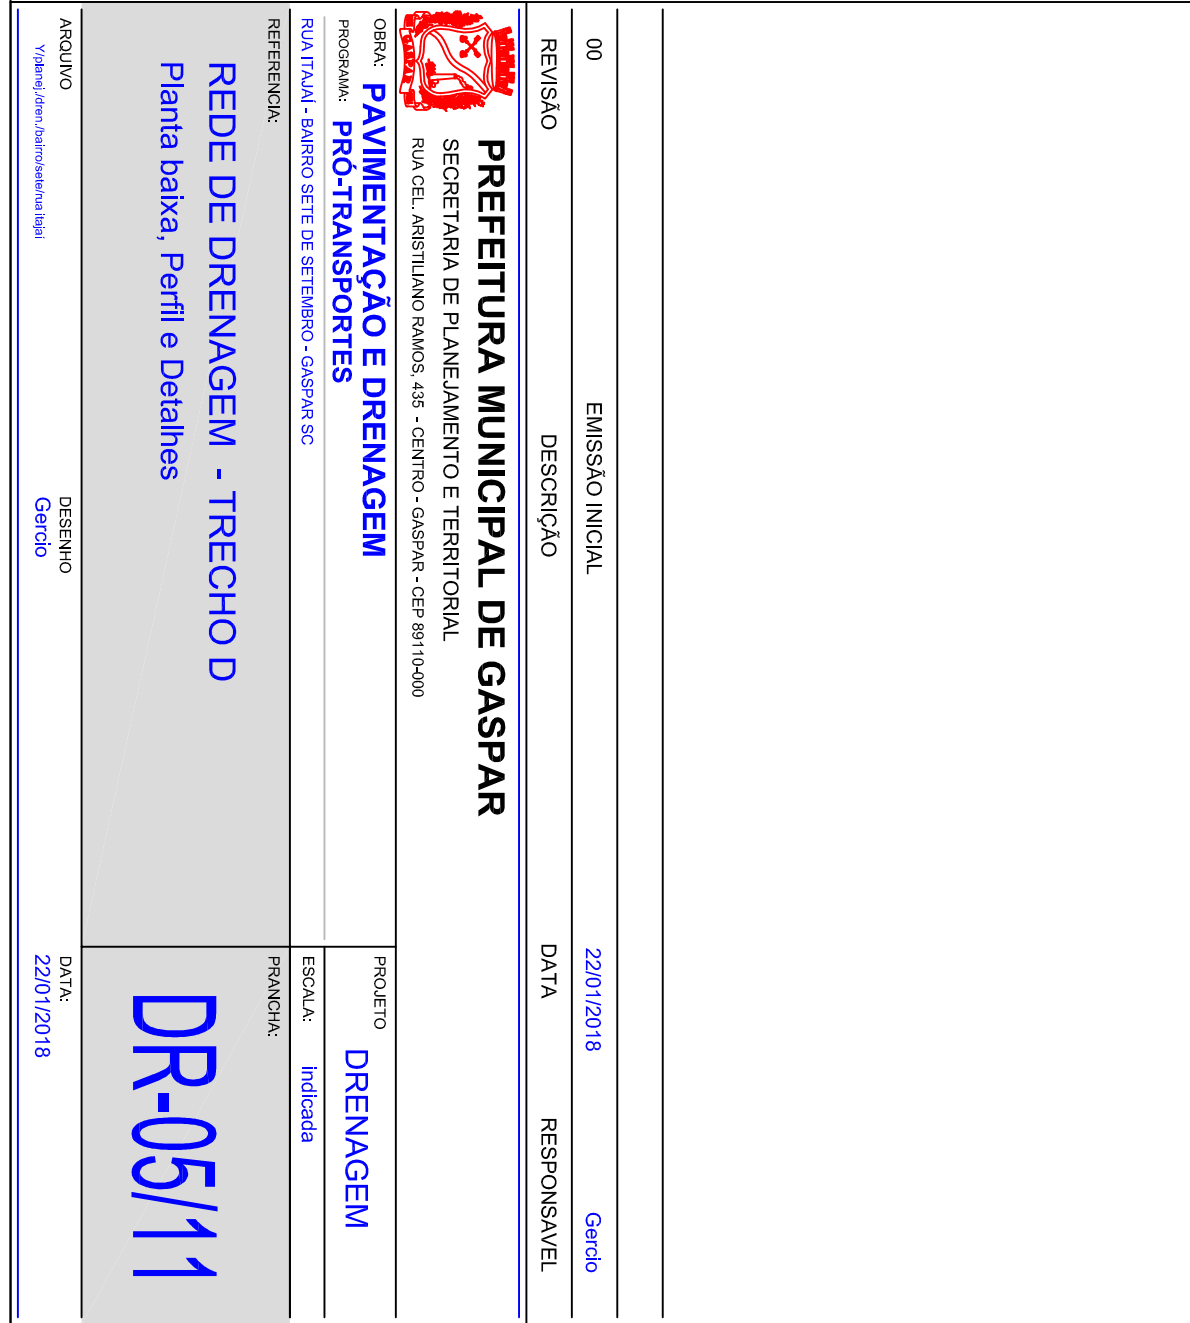 00 EMISSÃO INICIAL 22/01/2018 Gercio
REVISÃO DESCRIÇÃO DATA RESPONSAVEL
GASPAR
PREFEITURA MUNICIPAL DE GASPAR
SECRETARIA DE PLANEJAMENTO E TERRITORIAL
RUA CEL. ARISTILIANO RAMOS, 435 - CENTRO - GASPAR - CEP 89110-000
OBRA: PAVIMENTAÇÃO E DRENAGEM
PROGRAMA: PRÓ-TRANSPORTES
RUA ITAJAÍ - BAIRRO SETE DE SETEMBRO - GASPAR SC
PROJETO
DRENAGEM
ESCALA: indicada
REFERENCIA:
REDE DE DRENAGEM - TRECHO D
Planta baixa, Perfil e Detalhes
PRANCHA:
DR-05/11
ARQUIVO
Y/planej./dren./bairro/sete/rua itajaí
DESENHO
Gercio
DATA:
22/01/2018